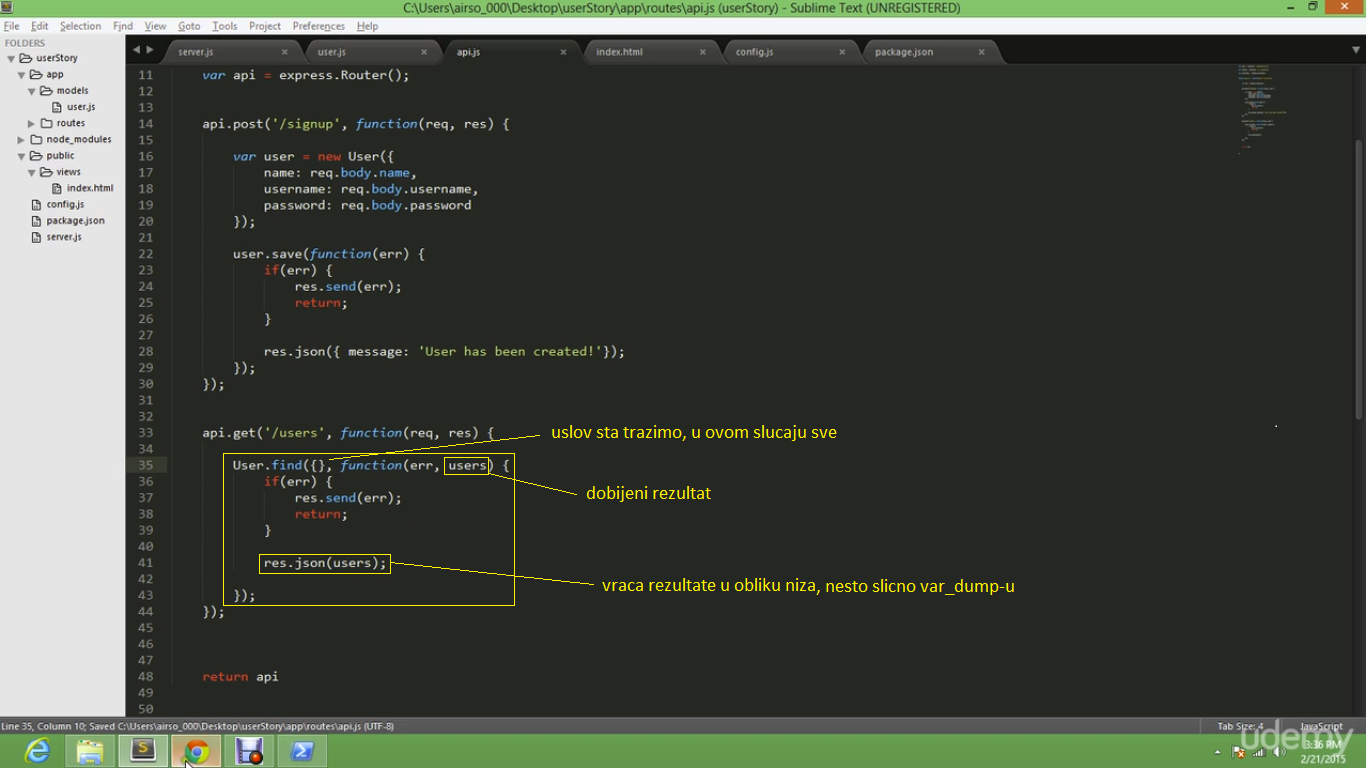 C:\Users\airso_000\Desktop\userStory\app\routes\api.js (userStory) - Sublime Text (UNREGISTERED)
File Edit Selection Find View Goto Tools Project Preferences Help
FOLDERS
userStory
app
models
user.js
routes
node_modules
public
views
index.html
config.js
package.json
server.js
server.js user.js api.js index.html config.js package.json
11 var api = express.Router();
12
13
14 api.post('/signup', function(req, res) {
15
16 var user = new User({
17 name: req.body.name,
18 username: req.body.username,
19 password: req.body.password
20 });
21
22 user.save(function(err) {
23 if(err) {
24 res.send(err);
25 return;
26 }
27
28 res.json({ message: 'User has been created!'});
29 });
30 });
31
32
33 api.get('/users', function(req, res) {
uslov sta trazimo, u ovom slucaju sve
34
35 User.find({}, function(err, users) {
36 if(err) {
37 res.send(err);
dobijeni rezultat
38 return;
39 }
40
41 res.json(users);
vraca rezultate u obliku niza, nesto slicno var_dump-u
42
43 });
44 });
45
46
47
48 return api
49
50
Line 35, Column 10; Saved C:\Users\airso_000\Desktop\userStory\app\routes\api.js (UTF-8)
Tab Size: 4 JavaScript
udemy
3:36 PM
2/21/2015